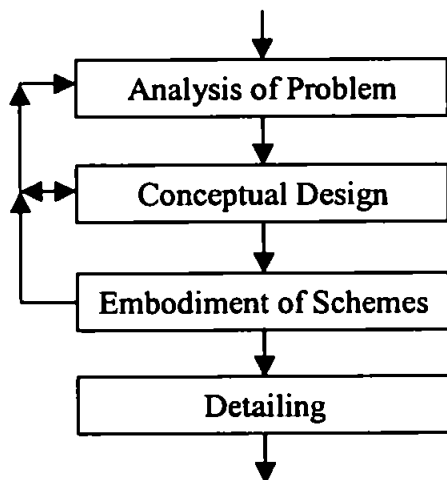 Analysis of Problem
Conceptual Design
Embodiment of Schemes
Detailing